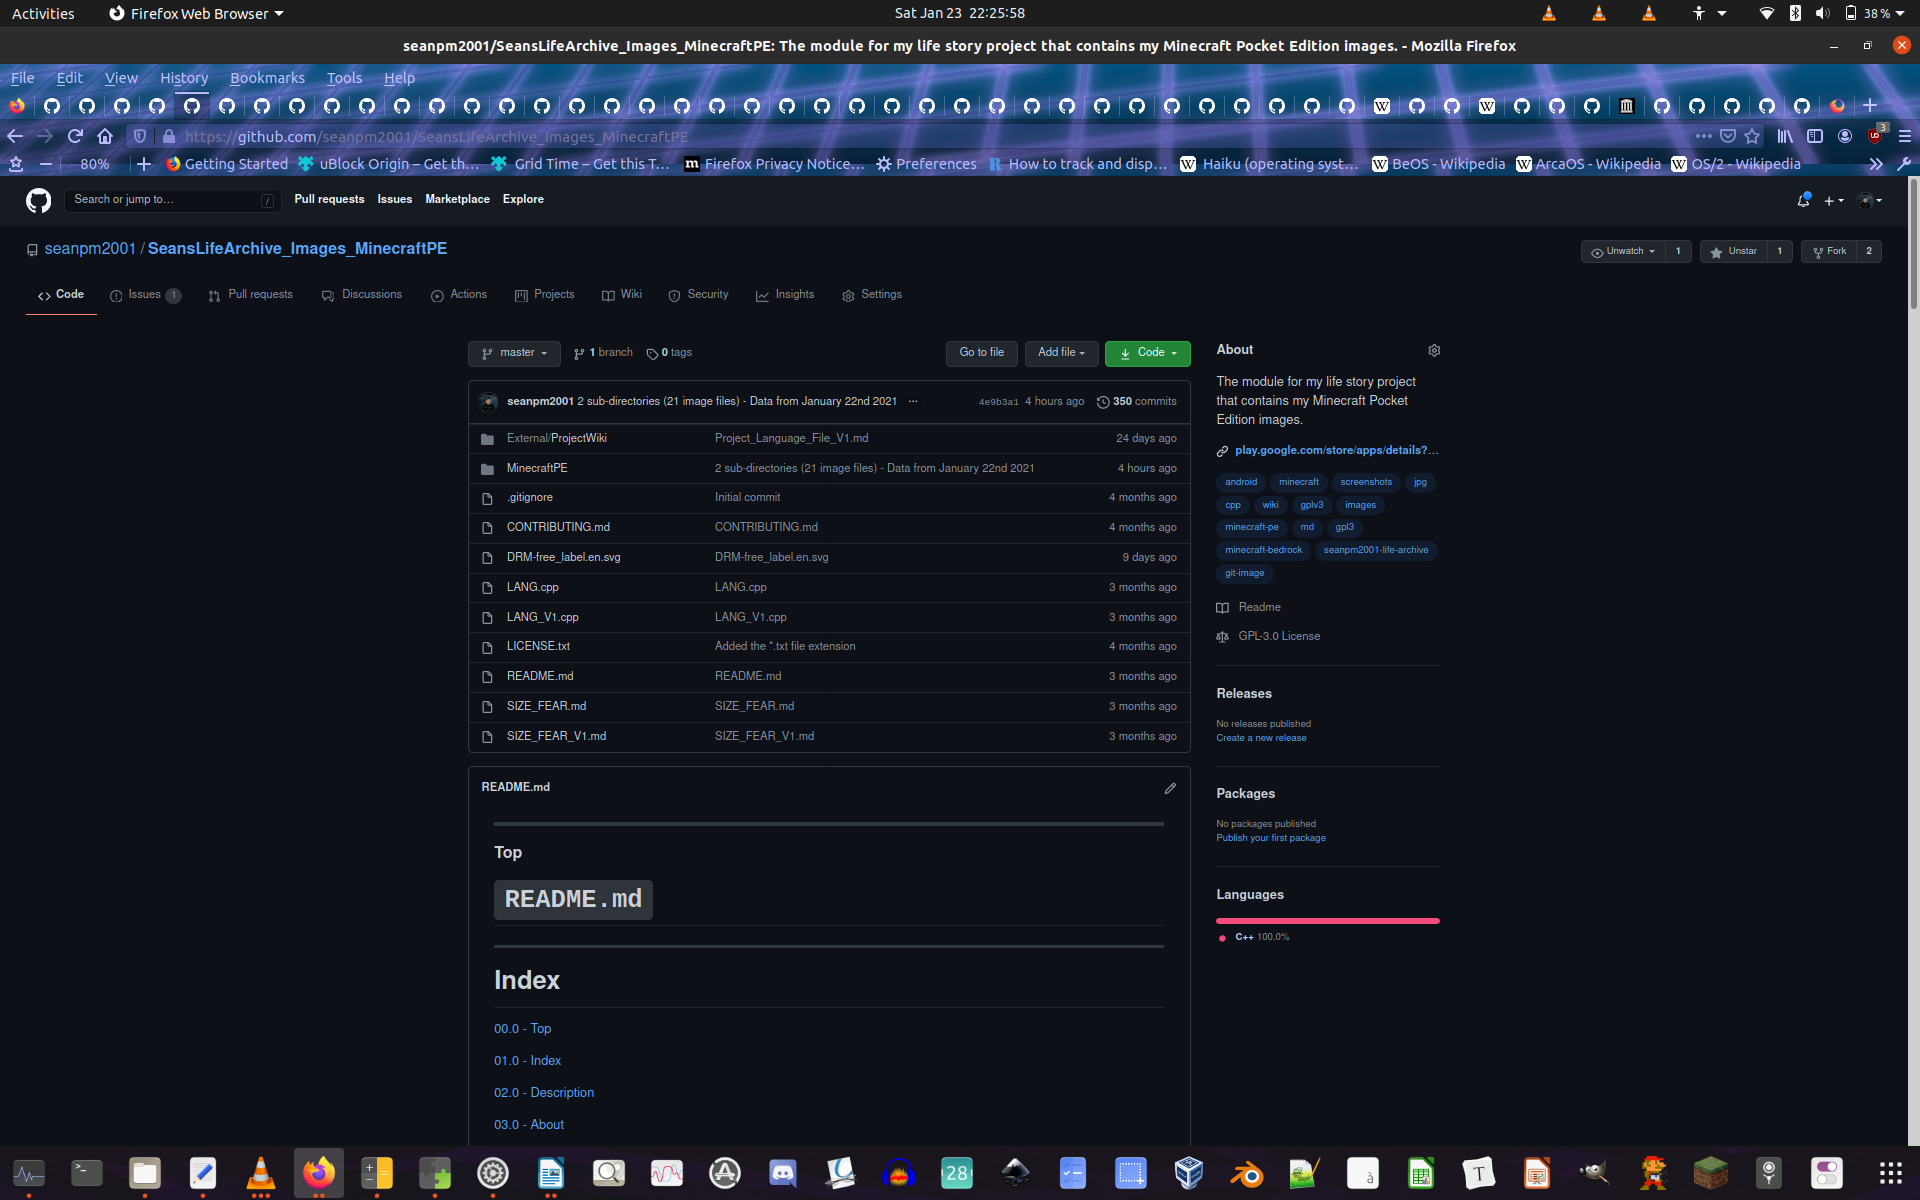 Activities Firefox Web Browser Sat Jan 23 22:25:58 38 %
seanpm2001/SeansLifeArchive_Images_MinecraftPE: The module for my life story project that contains my Minecraft Pocket Edition images. - Mozilla Firefox
File Edit View History Bookmarks Tools Help
https://github.com/seanpm2001/SeansLifeArchive_Images_MinecraftPE 3
80% Getting Started uBlock Origin – Get th… Grid Time – Get this T… Firefox Privacy Notice… Preferences How to track and disp… Haiku (operating syst… BeOS - Wikipedia ArcaOS - Wikipedia OS/2 - Wikipedia
Search or jump to… / Pull requests Issues Marketplace Explore
seanpm2001 / SeansLifeArchive_Images_MinecraftPE Unwatch 1 Unstar 1 Fork 2
Code Issues 1 Pull requests Discussions Actions Projects Wiki Security Insights Settings
master 1 branch 0 tags Go to file Add file Code
seanpm2001 2 sub-directories (21 image files) - Data from January 22nd 2021 ··· 4e9b3a1 4 hours ago 350 commits
External/ProjectWiki Project_Language_File_V1.md 24 days ago
MinecraftPE 2 sub-directories (21 image files) - Data from January 22nd 2021 4 hours ago
.gitignore Initial commit 4 months ago
CONTRIBUTING.md CONTRIBUTING.md 4 months ago
DRM-free_label.en.svg DRM-free_label.en.svg 9 days ago
LANG.cpp LANG.cpp 3 months ago
LANG_V1.cpp LANG_V1.cpp 3 months ago
LICENSE.txt Added the *.txt file extension 4 months ago
README.md README.md 3 months ago
SIZE_FEAR.md SIZE_FEAR.md 3 months ago
SIZE_FEAR_V1.md SIZE_FEAR_V1.md 3 months ago
README.md
Top
README.md
Index
00.0 - Top
01.0 - Index
02.0 - Description
03.0 - About
About
The module for my life story project
that contains my Minecraft Pocket
Edition images.
play.google.com/store/apps/details?…
android minecraft screenshots jpg
cpp wiki gplv3 images
minecraft-pe md gpl3
minecraft-bedrock seanpm2001-life-archive
git-image
Readme
GPL-3.0 License
Releases
No releases published
Create a new release
Packages
No packages published
Publish your first package
Languages
C++ 100.0%
28